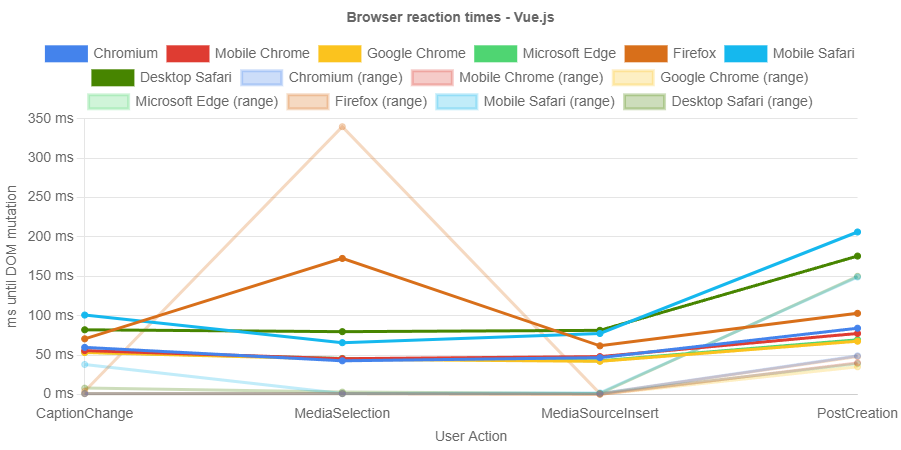 Browser reaction times - Vue.js
Chromium Mobile Chrome Google Chrome Microsoft Edge Firefox Mobile Safari
Desktop Safari Chromium (range) Mobile Chrome (range) Google Chrome (range)
Microsoft Edge (range) Firefox (range) Mobile Safari (range) Desktop Safari (range)
350 ms
300 ms
250 ms
200 ms
150 ms
100 ms
50 ms
0 ms
ms until DOM mutation
CaptionChange MediaSelection MediaSourceInsert PostCreation
User Action